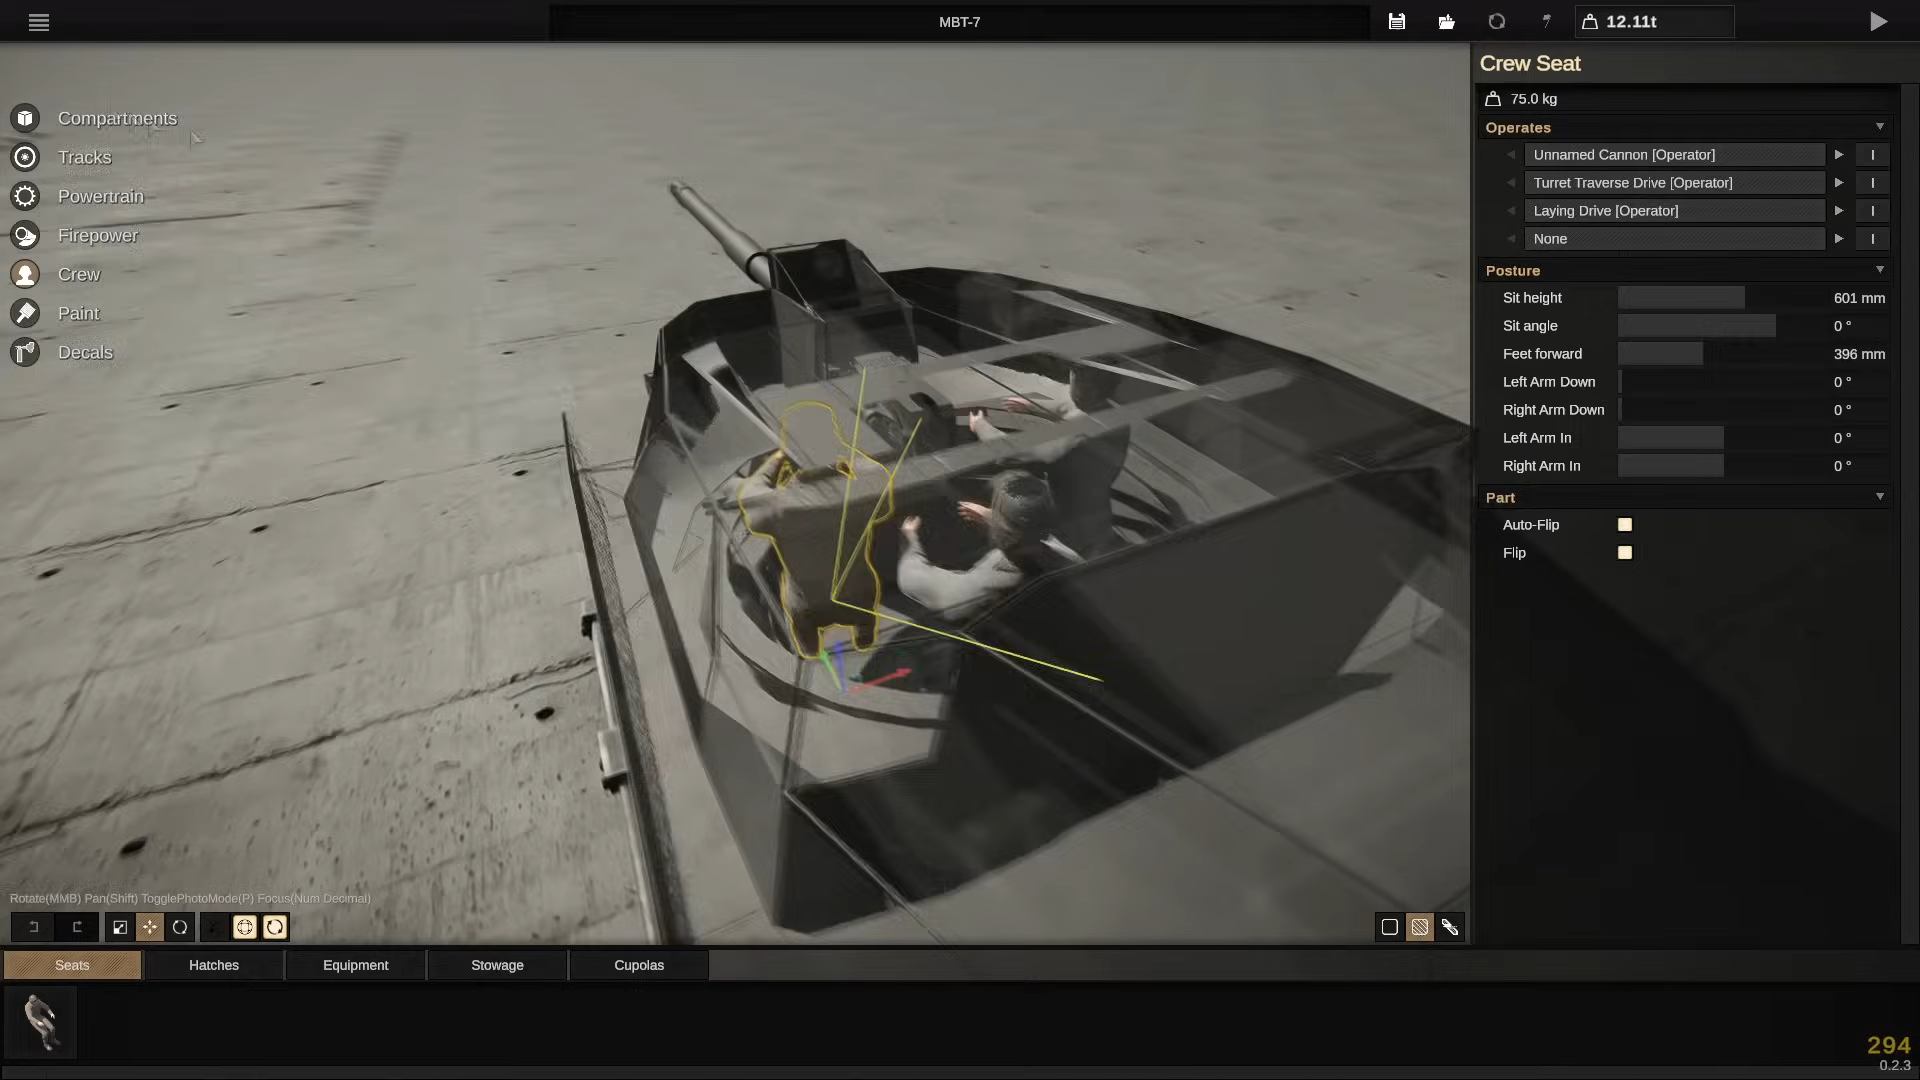 MBT-7
12.11t
Compartments
Tracks
Powertrain
Firepower
Crew
Paint
Decals
Crew Seat
75.0 kg
Operates
Unnamed Cannon [Operator]
Turret Traverse Drive [Operator]
Laying Drive [Operator]
None
Posture
Sit height 601 mm
Sit angle 0 °
Feet forward 396 mm
Left Arm Down 0 °
Right Arm Down 0 °
Left Arm In 0 °
Right Arm In 0 °
Part
Auto-Flip
Flip
Rotate(MMB) Pan(Shift) TogglePhotoMode(P) Focus(Num Decimal)
Seats Hatches Equipment Stowage Cupolas
294
0.2.3